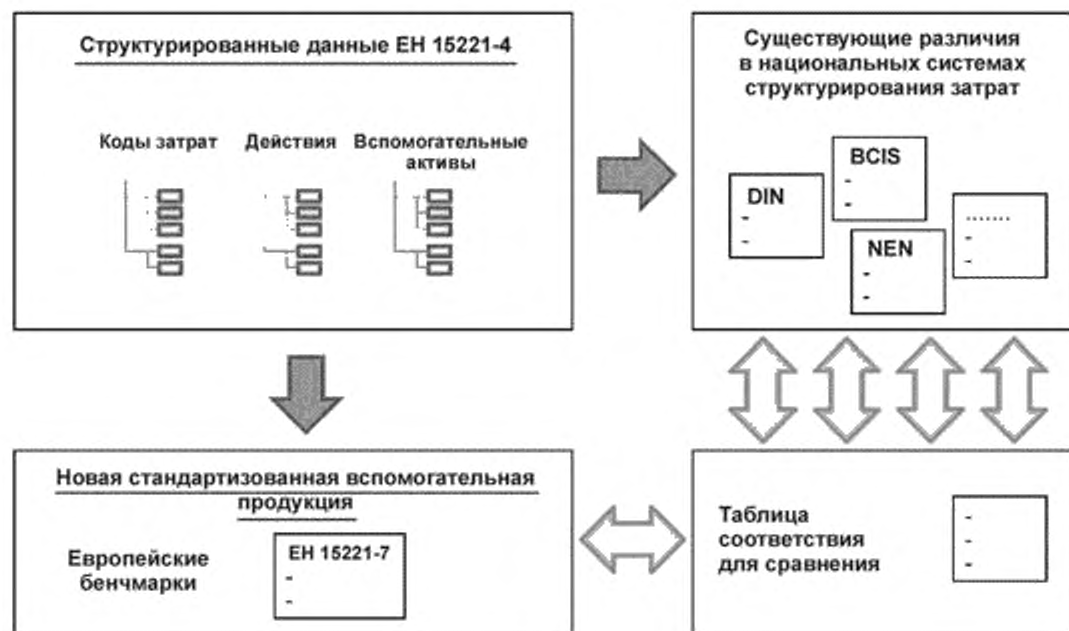 Структурированные данные ЕН 15221-4
Коды затрат
Действия
Вспомогательные
активы
Существующие различия
в национальных системах
структурирования затрат
DIN
-
-
BCIS
-
-
NEN
-
-
.......
-
-
Новая стандартизованная вспомогательная
продукция
Европейские
бенчмарки
ЕН 15221-7
-
-
Таблица
соответствия
для сравнения
-
-
-